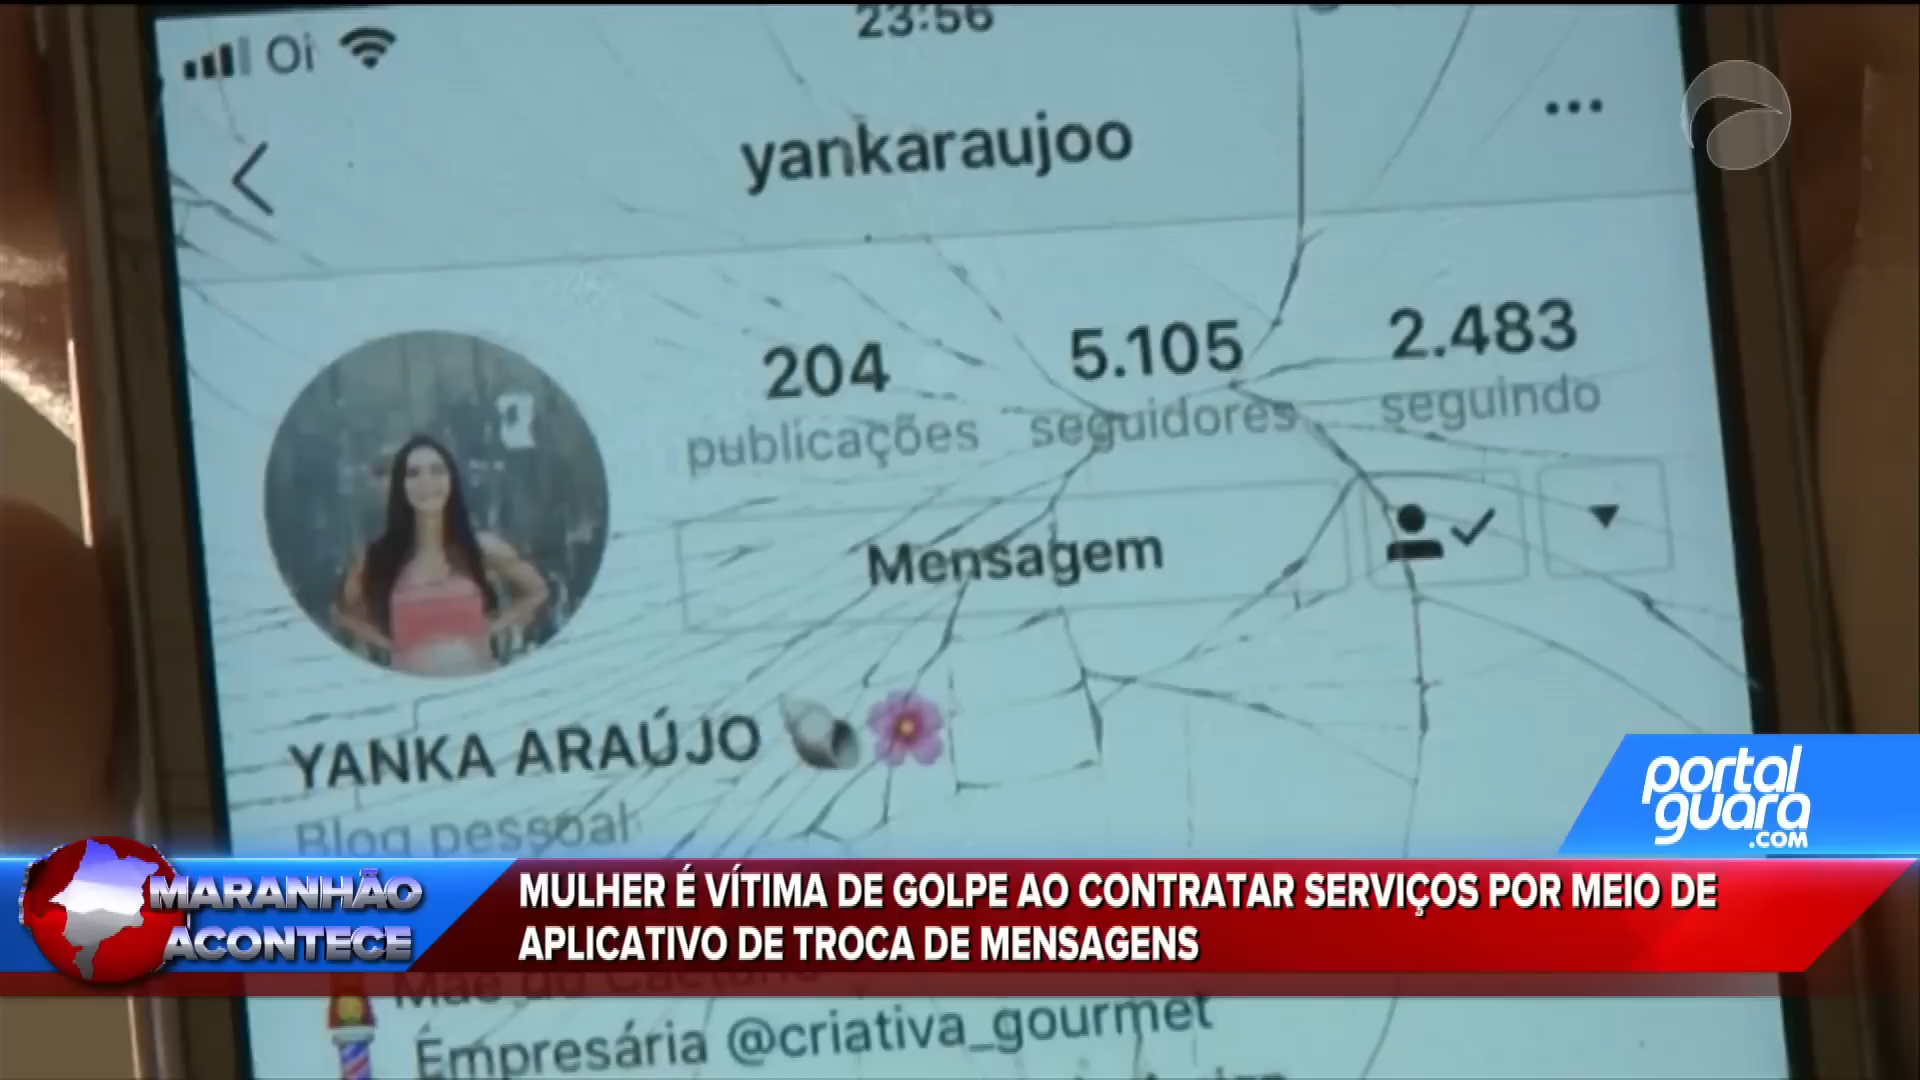 Oi
23:56
yankaraujoo
204
5.105
2.483
publicações
seguidores
seguindo
Mensagem
YANKA ARAÚJO
Blog pessoal
portal
guara
.COM
MARANHÃO
ACONTECE
MULHER É VÍTIMA DE GOLPE AO CONTRATAR SERVIÇOS POR MEIO DE
APLICATIVO DE TROCA DE MENSAGENS
Mãe do
Empresária @criativa_gourmet